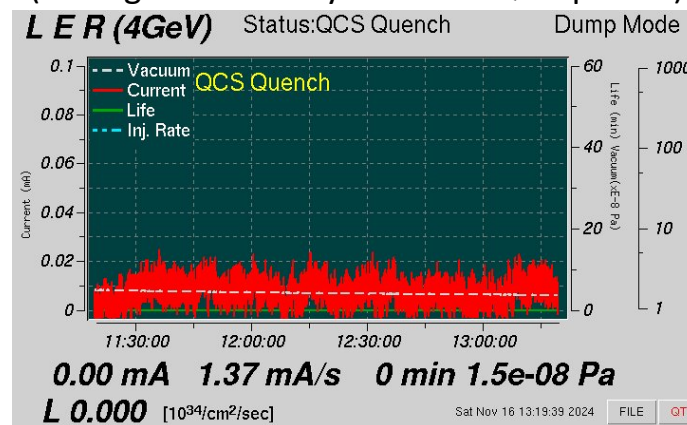 L E R (4GeV) Status:QCS Quench Dump Mode
QCS Quench
Vacuum
Current
Life
Inj. Rate
0.1
0.08
0.06
0.04
0.02
0
Current (mA)
60
40
20
0
Life (min) Vacuum(xE-8 Pa)
1000
100
10
1
11:30:00 12:00:00 12:30:00 13:00:00
0.00 mA 1.37 mA/s 0 min 1.5e-08 Pa
L 0.000 [10³⁴/cm²/sec] Sat Nov 16 13:19:39 2024 FILE